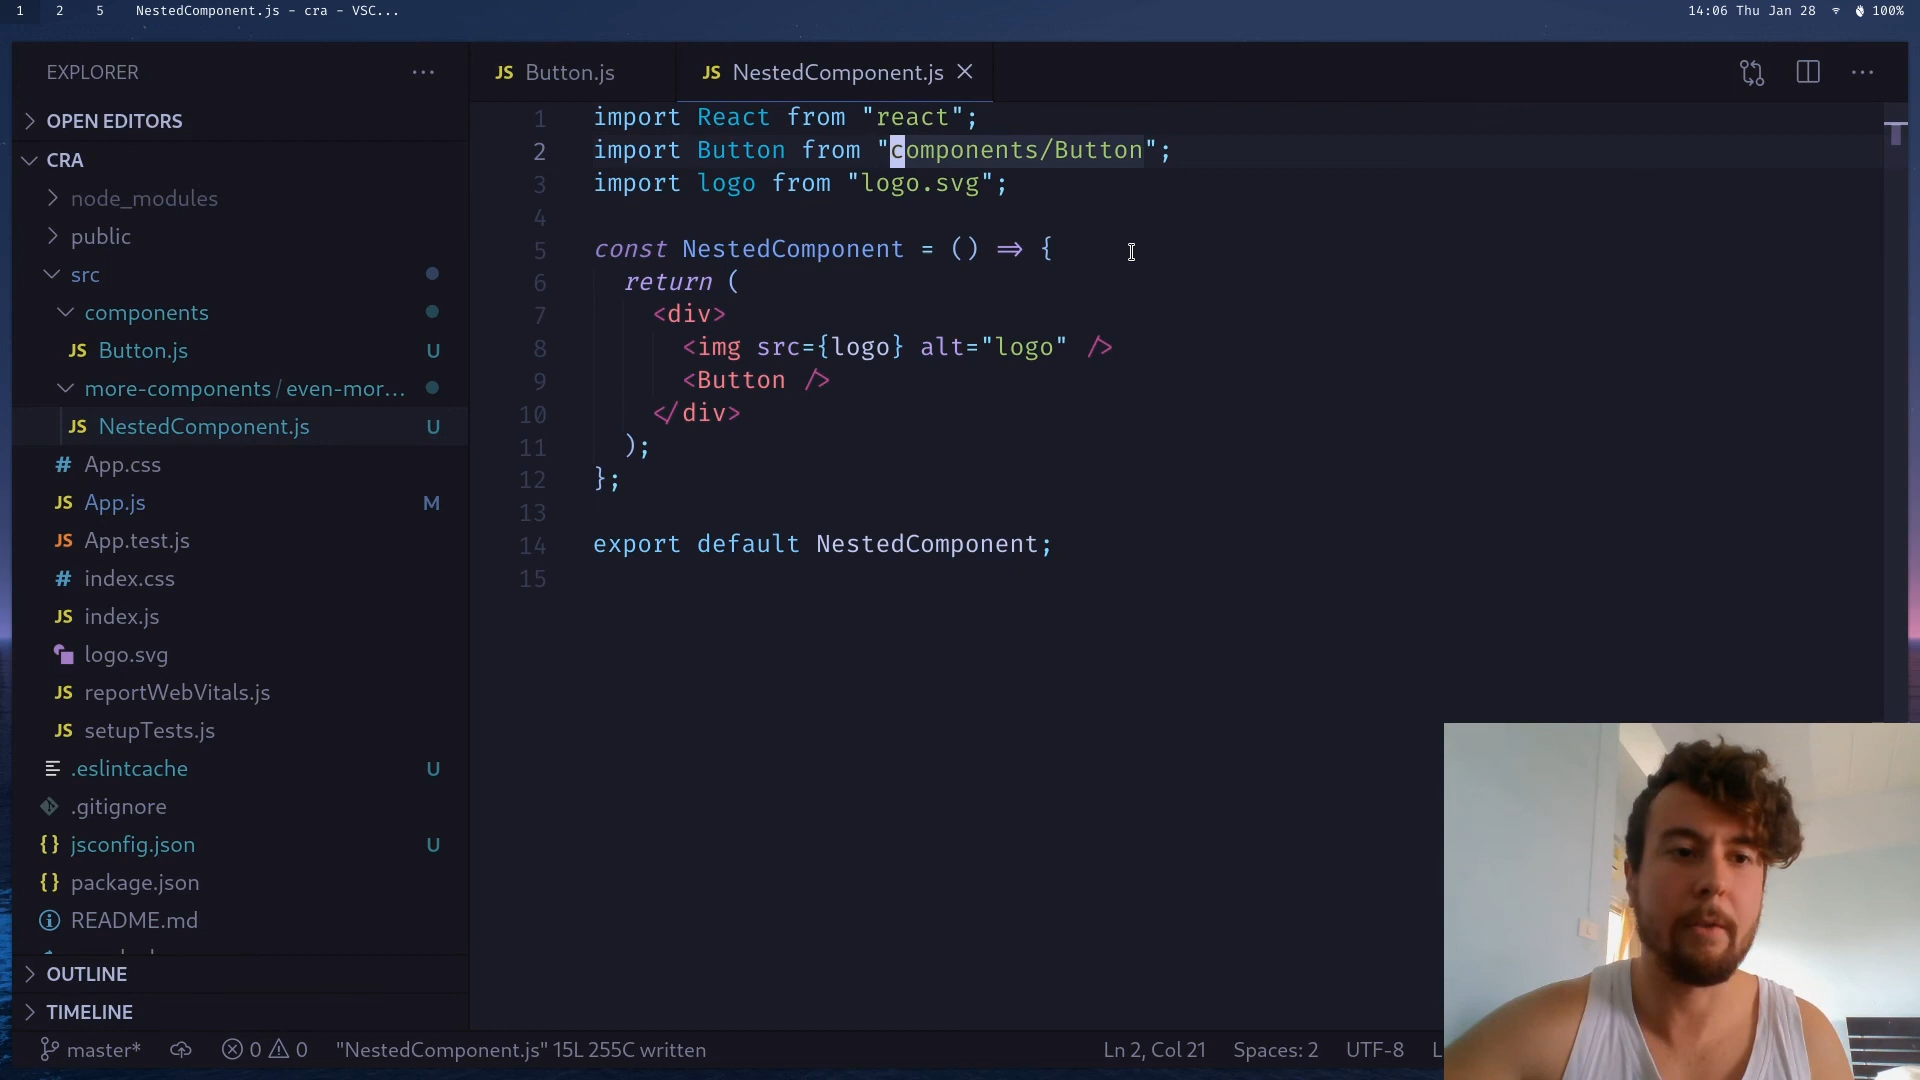 1 2 5 NestedComponent.js - cra - VSC... 14:06 Thu Jan 28 100%
EXPLORER ...
OPEN EDITORS
CRA
node_modules
public
src
components
JS Button.js U
more-components/even-mor...
JS NestedComponent.js U
# App.css
JS App.js M
JS App.test.js
# index.css
JS index.js
logo.svg
JS reportWebVitals.js
JS setupTests.js
.eslintcache U
.gitignore
{} jsconfig.json U
{} package.json
README.md
OUTLINE
TIMELINE
JS Button.js JS NestedComponent.js
1 import React from "react";
2 import Button from "components/Button";
3 import logo from "logo.svg";
4
5 const NestedComponent = () => {
6 return (
7 <div>
8 <img src={logo} alt="logo" />
9 <Button />
10 </div>
11 );
12 };
13
14 export default NestedComponent;
15
master* 0 0 "NestedComponent.js" 15L 255C written Ln 2, Col 21 Spaces: 2 UTF-8 L